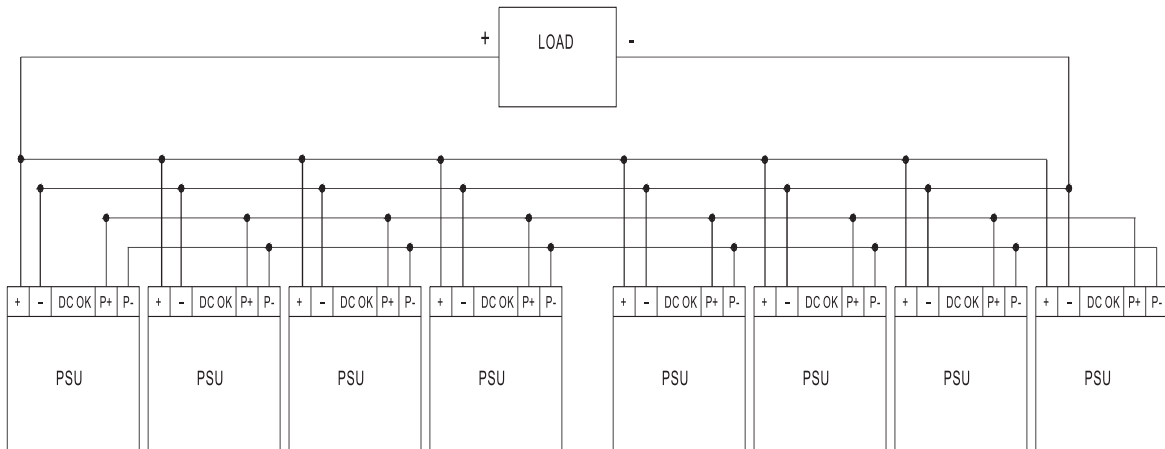 + LOAD -
+ – DC OK P+ P- + – DC OK P+ P- + – DC OK P+ P- + – DC OK P+ P- + – DC OK P+ P- + – DC OK P+ P- + – DC OK P+ P- + – DC OK P+ P-
PSU PSU PSU PSU PSU PSU PSU PSU